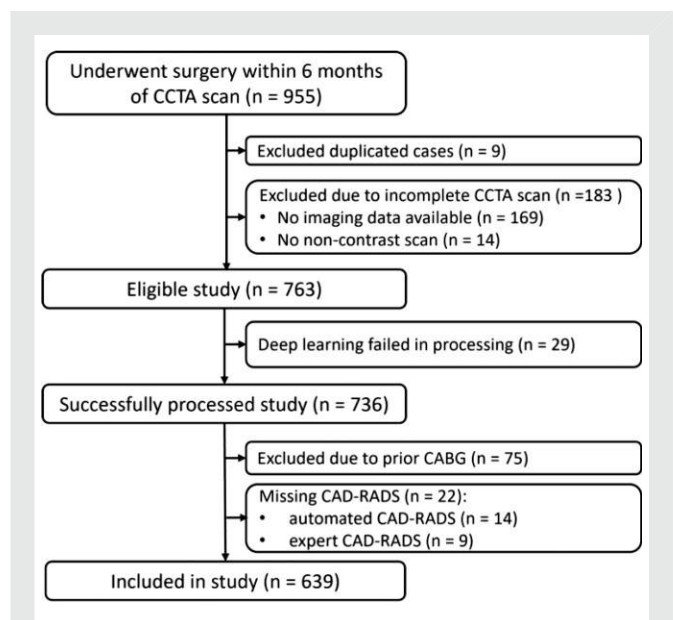 Underwent surgery within 6 months
of CCTA scan (n = 955)
Excluded duplicated cases (n = 9)
Excluded due to incomplete CCTA scan (n =183 )
• No imaging data available (n = 169)
• No non-contrast scan (n = 14)
Eligible study (n = 763)
Deep learning failed in processing (n = 29)
Successfully processed study (n = 736)
Excluded due to prior CABG (n = 75)
Missing CAD-RADS (n = 22):
• automated CAD-RADS (n = 14)
• expert CAD-RADS (n = 9)
Included in study (n = 639)